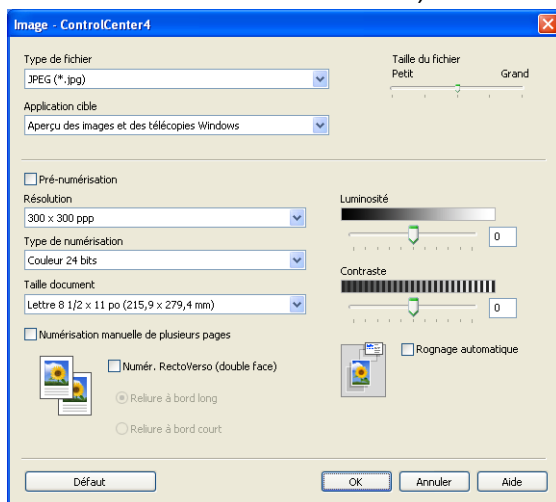 Image - ControlCenter4
Type de fichier
JPEG (*.jpg)
Taille du fichier
Petit Grand
Application cible
Aperçu des images et des télécopies Windows
Pré-numérisation
Résolution
300 x 300 ppp
Luminosité
0
Type de numérisation
Couleur 24 bits
Taille document
Lettre 8 1/2 x 11 po (215,9 x 279,4 mm)
Contraste
0
Numérisation manuelle de plusieurs pages
Numér. RectoVerso (double face)
Reliure à bord long
Reliure à bord court
Rognage automatique
Défaut OK Annuler Aide